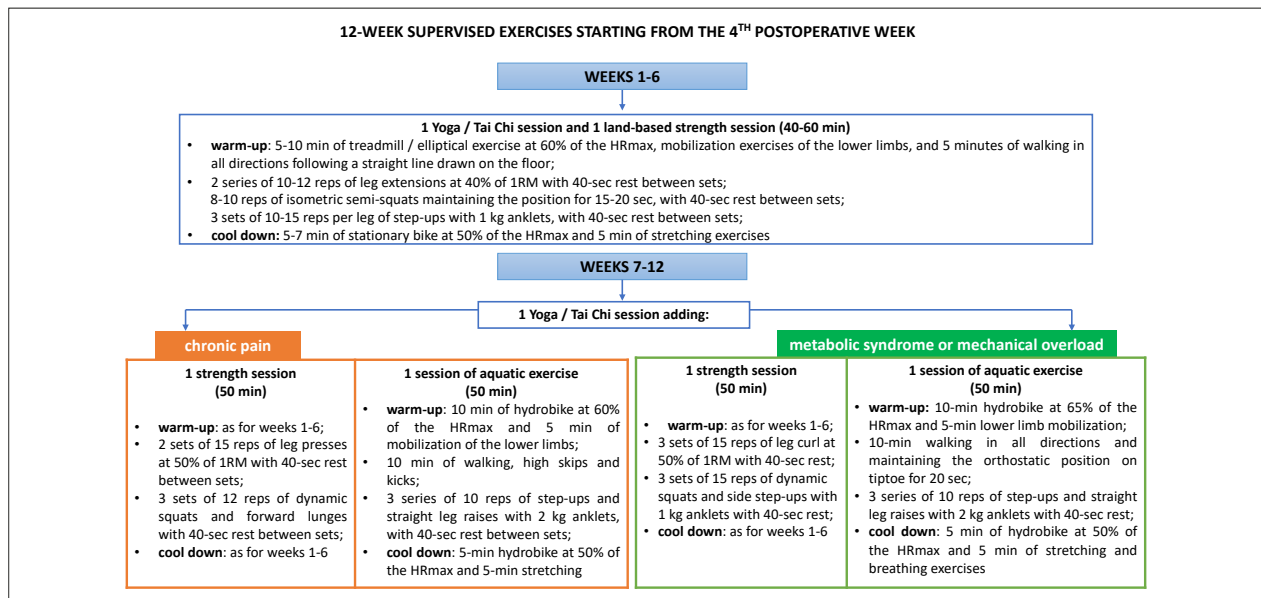 12-WEEK SUPERVISED EXERCISES STARTING FROM THE 4TH POSTOPERATIVE WEEK
WEEKS 1-6
1 Yoga / Tai Chi session and 1 land-based strength session (40-60 min)
• warm-up: 5-10 min of treadmill / elliptical exercise at 60% of the HRmax, mobilization exercises of the lower limbs, and 5 minutes of walking in
all directions following a straight line drawn on the floor;
• 2 series of 10-12 reps of leg extensions at 40% of 1RM with 40-sec rest between sets;
8-10 reps of isometric semi-squats maintaining the position for 15-20 sec, with 40-sec rest between sets;
3 sets of 10-15 reps per leg of step-ups with 1 kg anklets, with 40-sec rest between sets;
• cool down: 5-7 min of stationary bike at 50% of the HRmax and 5 min of stretching exercises
WEEKS 7-12
1 Yoga / Tai Chi session adding:
chronic pain
1 strength session
(50 min)
• warm-up: as for weeks 1-6;
• 2 sets of 15 reps of leg presses
at 50% of 1RM with 40-sec rest
between sets;
• 3 sets of 12 reps of dynamic
squats and forward lunges
with 40-sec rest between sets;
• cool down: as for weeks 1-6
1 session of aquatic exercise
(50 min)
• warm-up: 10 min of hydrobike at 60%
of the HRmax and 5 min of
mobilization of the lower limbs;
• 10 min of walking, high skips and
kicks;
• 3 series of 10 reps of step-ups and
straight leg raises with 2 kg anklets,
with 40-sec rest between sets;
• cool down: 5-min hydrobike at 50% of
the HRmax and 5-min stretching
metabolic syndrome or mechanical overload
1 strength session
(50 min)
• warm-up: as for weeks 1-6;
• 3 sets of 15 reps of leg curl at
50% of 1RM with 40-sec rest;
• 3 sets of 15 reps of dynamic
squats and side step-ups with
1 kg anklets with 40-sec rest;
• cool down: as for weeks 1-6
1 session of aquatic exercise
(50 min)
• warm-up: 10-min hydrobike at 65% of the
HRmax and 5-min lower limb mobilization;
• 10-min walking in all directions and
maintaining the orthostatic position on
tiptoe for 20 sec;
• 3 series of 10 reps of step-ups and straight
leg raises with 2 kg anklets with 40-sec rest;
• cool down: 5 min of hydrobike at 50% of
the HRmax and 5 min of stretching and
breathing exercises